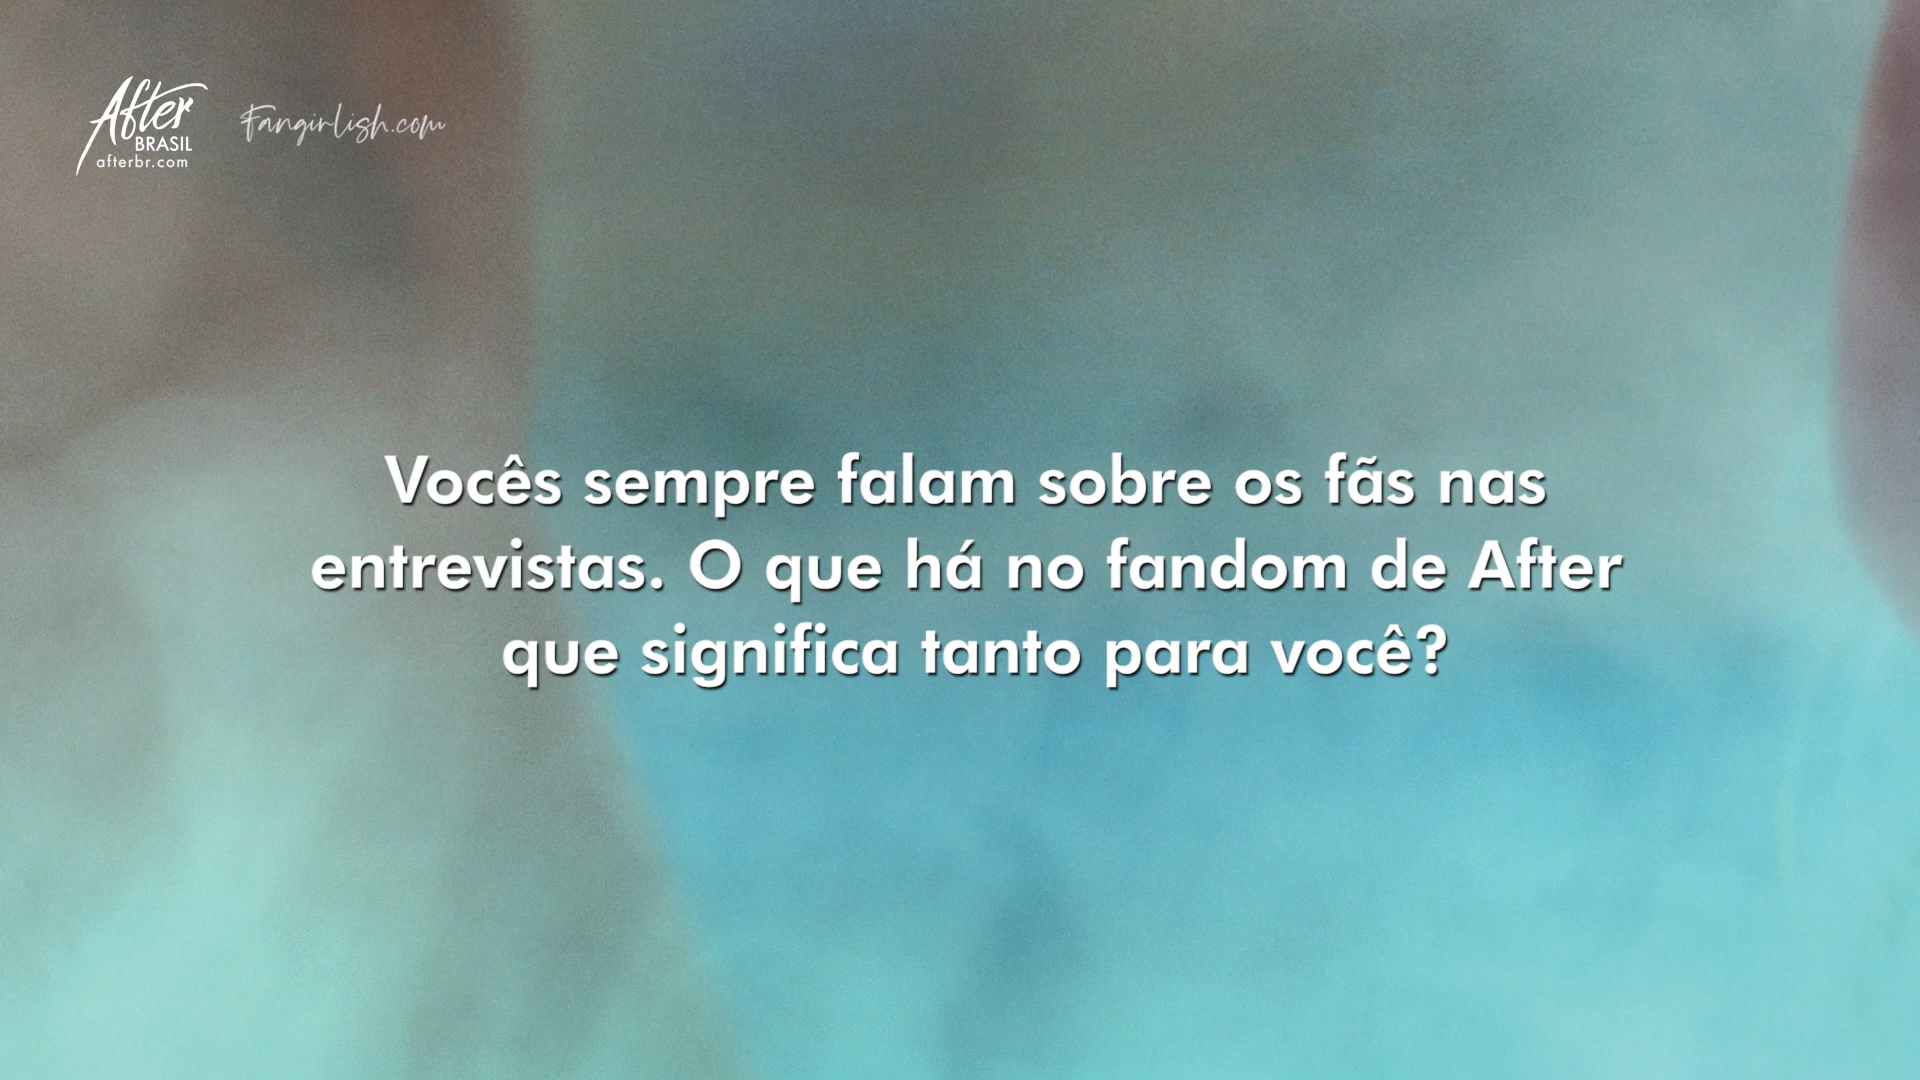 After
BRASIL
afterbr.com
Fangirlish.com
Vocês sempre falam sobre os fãs nas
entrevistas. O que há no fandom de After
que significa tanto para você?